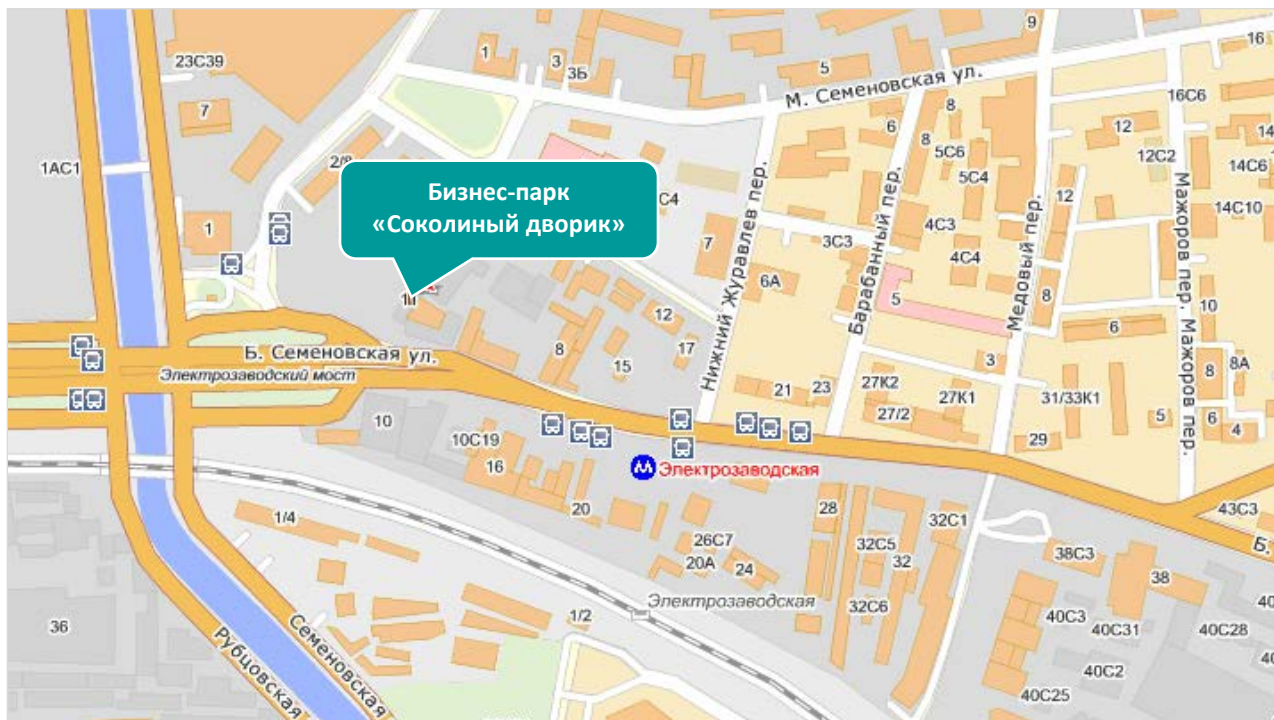 23С39
1
3
3Б
5
9
16
М. Семеновская ул.
7
16С6
6
8
8
12
14
1АС1
2/8
5С6
12С2
14С6
Бизнес-парк
«Соколиный дворик»
С4
5С4
12
Мажоров пер.
14С10
Нижний Журавлев пер.
Барабанный пер.
Медовый пер.
1
7
3С3
4С3
6А
4С4
8
5
10
12
6
Мажоров пер.
Б. Семеновская ул.
8
15
17
3
8
8А
Электрозаводский мост
21
23
27К2
27К1
31/33К1
10
27/2
5
6
4
10С19
29
16
Электрозаводская
20
28
32С1
43С3
1/4
26С7
32С5
Б.
20А
24
32
38С3
38
Электрозаводская
1/2
32С6
40С3
40
36
40С31
40С28
Семеновская
Рубцовская
40С2
40С25